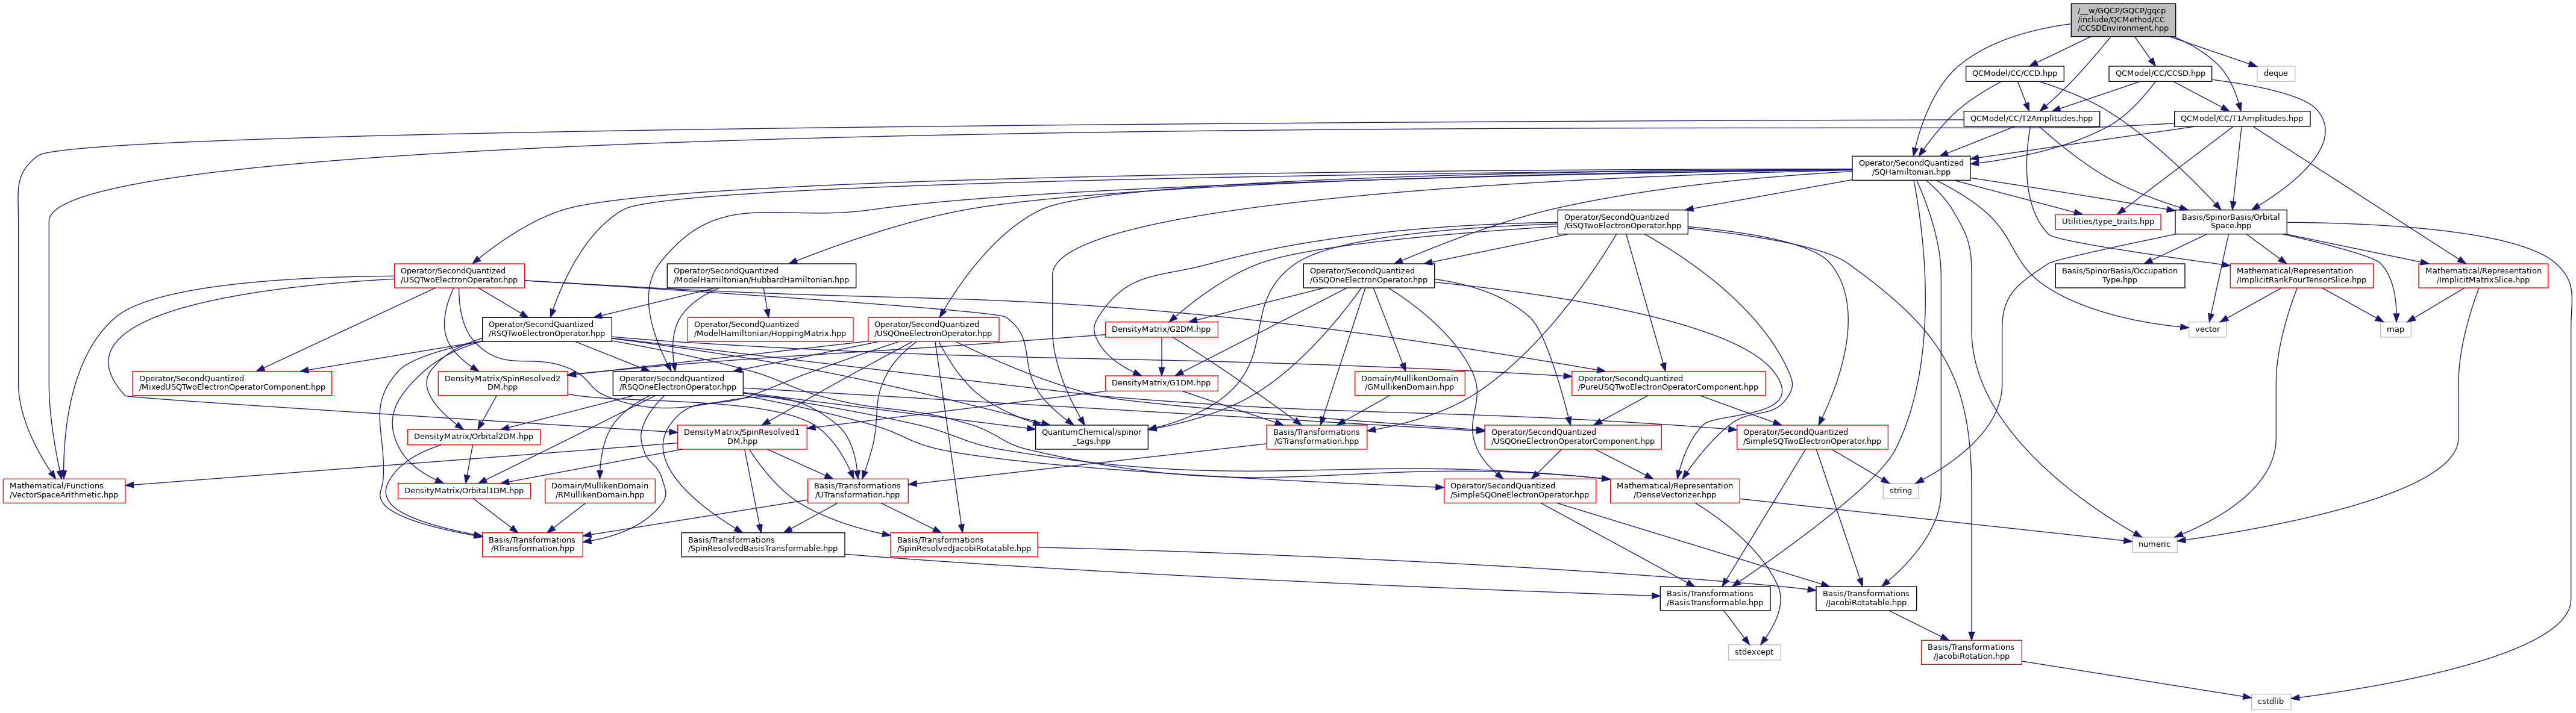 /__w/GQCP/GQCP/gqcp
/include/QCMethod/CC
/CCSDEnvironment.hpp
QCModel/CC/CCD.hpp
QCModel/CC/CCSD.hpp
deque
QCModel/CC/T2Amplitudes.hpp
QCModel/CC/T1Amplitudes.hpp
Operator/SecondQuantized
/SQHamiltonian.hpp
Operator/SecondQuantized
/GSQTwoElectronOperator.hpp
Utilities/type_traits.hpp
Basis/SpinorBasis/Orbital
Space.hpp
Operator/SecondQuantized
/USQTwoElectronOperator.hpp
Operator/SecondQuantized
/ModelHamiltonian/HubbardHamiltonian.hpp
Operator/SecondQuantized
/GSQOneElectronOperator.hpp
Basis/SpinorBasis/Occupation
Type.hpp
Mathematical/Representation
/ImplicitRankFourTensorSlice.hpp
Mathematical/Representation
/ImplicitMatrixSlice.hpp
Operator/SecondQuantized
/RSQTwoElectronOperator.hpp
Operator/SecondQuantized
/ModelHamiltonian/HoppingMatrix.hpp
Operator/SecondQuantized
/USQOneElectronOperator.hpp
DensityMatrix/G2DM.hpp
vector
map
Operator/SecondQuantized
/MixedUSQTwoElectronOperatorComponent.hpp
DensityMatrix/SpinResolved2
DM.hpp
Operator/SecondQuantized
/RSQOneElectronOperator.hpp
DensityMatrix/G1DM.hpp
Domain/MullikenDomain
/GMullikenDomain.hpp
Operator/SecondQuantized
/PureUSQTwoElectronOperatorComponent.hpp
DensityMatrix/Orbital2DM.hpp
DensityMatrix/SpinResolved1
DM.hpp
QuantumChemical/spinor
_tags.hpp
Basis/Transformations
/GTransformation.hpp
Operator/SecondQuantized
/USQOneElectronOperatorComponent.hpp
Operator/SecondQuantized
/SimpleSQTwoElectronOperator.hpp
Mathematical/Functions
/VectorSpaceArithmetic.hpp
DensityMatrix/Orbital1DM.hpp
Domain/MullikenDomain
/RMullikenDomain.hpp
Basis/Transformations
/UTransformation.hpp
Operator/SecondQuantized
/SimpleSQOneElectronOperator.hpp
Mathematical/Representation
/DenseVectorizer.hpp
string
Basis/Transformations
/RTransformation.hpp
Basis/Transformations
/SpinResolvedBasisTransformable.hpp
Basis/Transformations
/SpinResolvedJacobiRotatable.hpp
numeric
Basis/Transformations
/BasisTransformable.hpp
Basis/Transformations
/JacobiRotatable.hpp
stdexcept
Basis/Transformations
/JacobiRotation.hpp
cstdlib